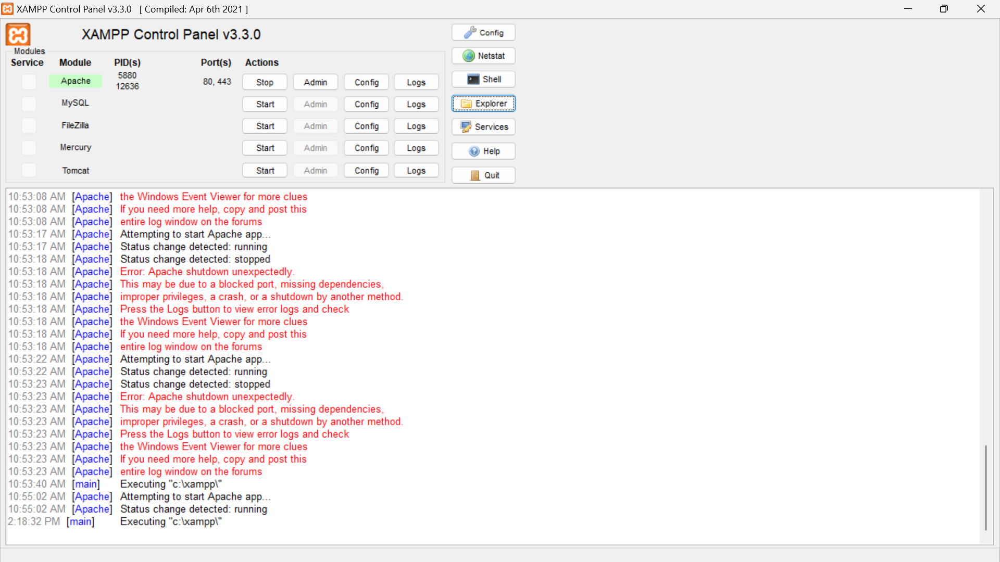 XAMPP Control Panel v3.3.0 [ Compiled: Apr 6th 2021 ]
XAMPP Control Panel v3.3.0
Modules
Service Module PID(s) Port(s) Actions
Apache 5880 12636 80, 443 Stop Admin Config Logs
MySQL Start Admin Config Logs
FileZilla Start Admin Config Logs
Mercury Start Admin Config Logs
Tomcat Start Admin Config Logs
Config
Netstat
Shell
Explorer
Services
Help
Quit
10:53:08 AM [Apache] the Windows Event Viewer for more clues
10:53:08 AM [Apache] If you need more help, copy and post this
10:53:08 AM [Apache] entire log window on the forums
10:53:17 AM [Apache] Attempting to start Apache app...
10:53:17 AM [Apache] Status change detected: running
10:53:18 AM [Apache] Status change detected: stopped
10:53:18 AM [Apache] Error: Apache shutdown unexpectedly.
10:53:18 AM [Apache] This may be due to a blocked port, missing dependencies,
10:53:18 AM [Apache] improper privileges, a crash, or a shutdown by another method.
10:53:18 AM [Apache] Press the Logs button to view error logs and check
10:53:18 AM [Apache] the Windows Event Viewer for more clues
10:53:18 AM [Apache] If you need more help, copy and post this
10:53:18 AM [Apache] entire log window on the forums
10:53:22 AM [Apache] Attempting to start Apache app...
10:53:22 AM [Apache] Status change detected: running
10:53:23 AM [Apache] Status change detected: stopped
10:53:23 AM [Apache] Error: Apache shutdown unexpectedly.
10:53:23 AM [Apache] This may be due to a blocked port, missing dependencies,
10:53:23 AM [Apache] improper privileges, a crash, or a shutdown by another method.
10:53:23 AM [Apache] Press the Logs button to view error logs and check
10:53:23 AM [Apache] the Windows Event Viewer for more clues
10:53:23 AM [Apache] If you need more help, copy and post this
10:53:23 AM [Apache] entire log window on the forums
10:53:40 AM [main] Executing "c:\xampp\"
10:55:02 AM [Apache] Attempting to start Apache app...
10:55:02 AM [Apache] Status change detected: running
2:18:32 PM [main] Executing "c:\xampp\"